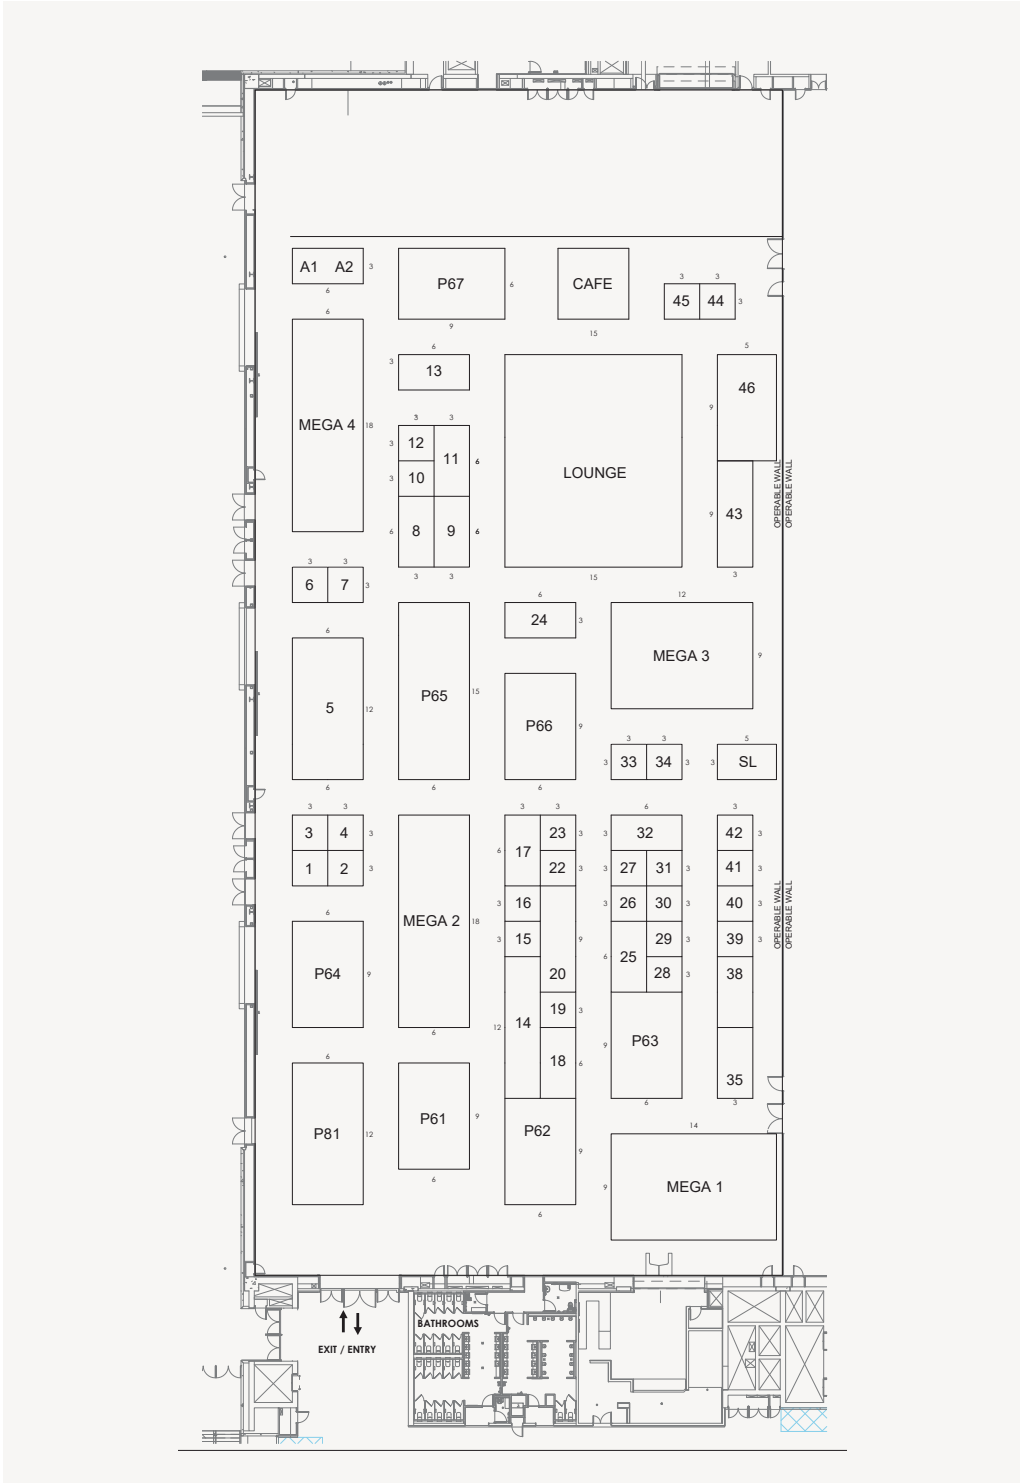 A1 A2 3
6
P67 6
9
CAFE
15
3 3
45 44 3
6
MEGA 4 18
6
3 13
3 3
3 12
11 6
3 10
6 8 9 6
3 3
LOUNGE
15
5
46
9
OPERABLE WALL
OPERABLE WALL
9 43
3
3 3
6 7 3
6
5 12
6
P65 15
6
6
24 3
P66 9
6
12
MEGA 3 9
3 3
3 33 34 3
5
3 SL
3 3
3 4 3
1 2 3
MEGA 2 18
6
3 3
6 17 23 3
22 3
3 16
3 15 9
20
12 14 19 3
18 6
P62 9
6
6
3 32
3 27 31 3
3 26 30 3
6 25 29 3
28 3
9 P63
6
3
42 3
41 3
40 3
39 3
38
35
3
OPERABLE WALL
OPERABLE WALL
6
P64 9
6
P81 12
P61 9
6
14
9 MEGA 1
EXIT / ENTRY
BATHROOMS